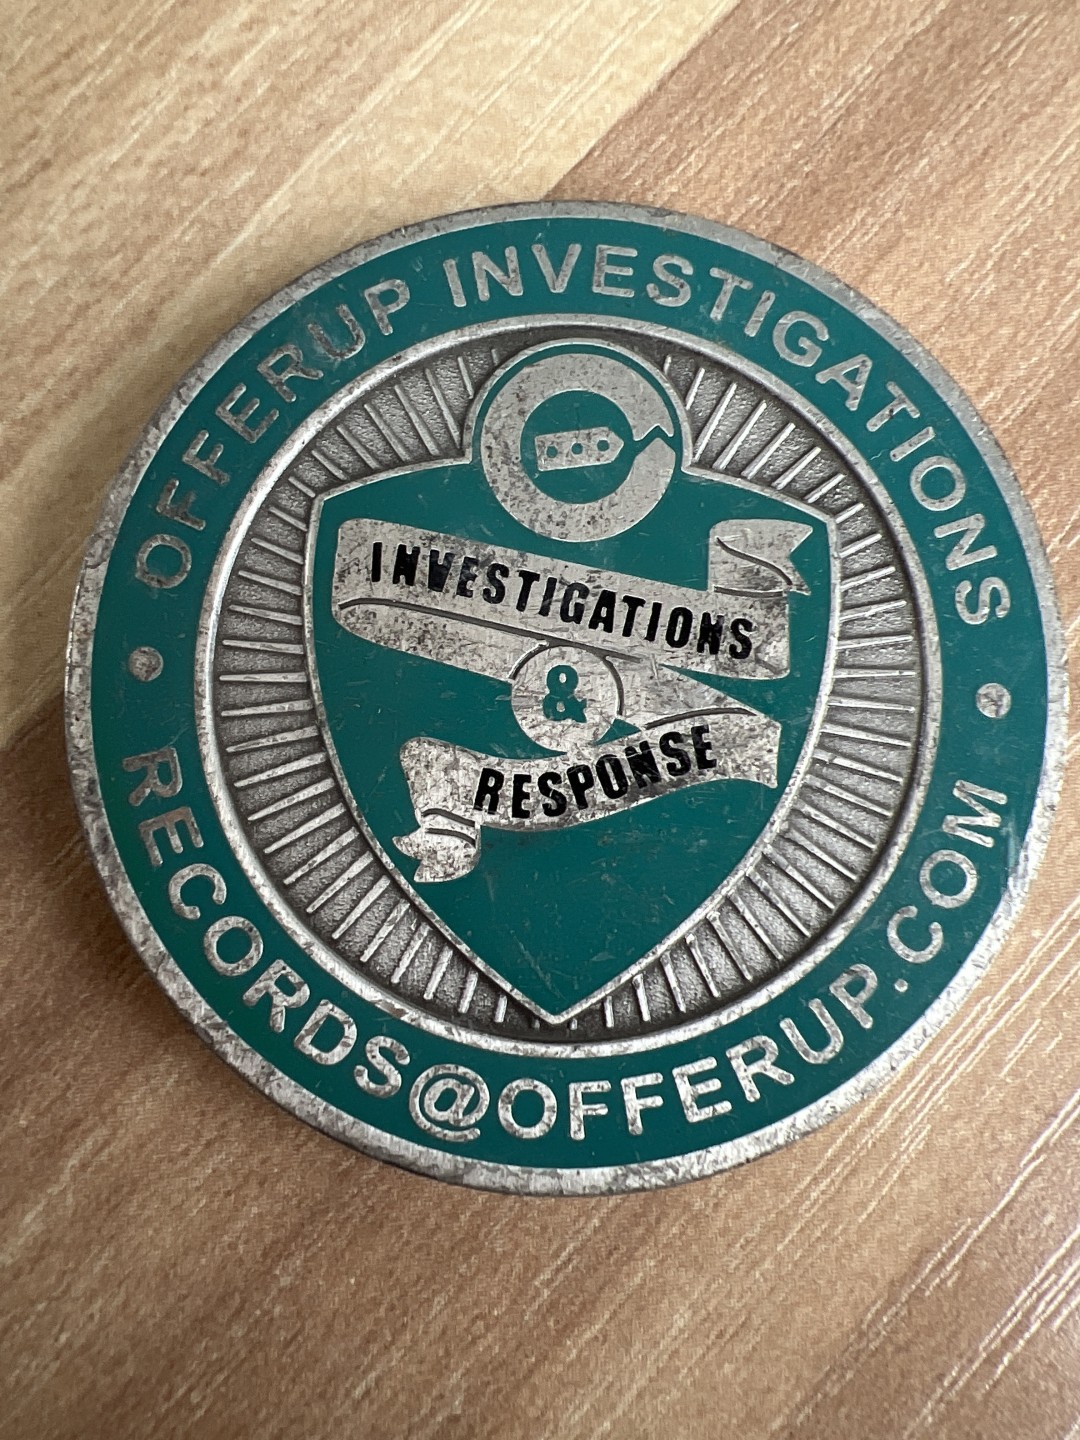 OFFERUP INVESTIGATIONS
INVESTIGATIONS
&
RESPONSE
RECORDS@OFFERUP.COM